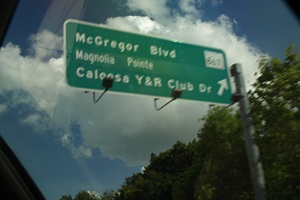 McGregor Blvd
867
Magnolia Pointe
Caloosa Y&R Club Dr